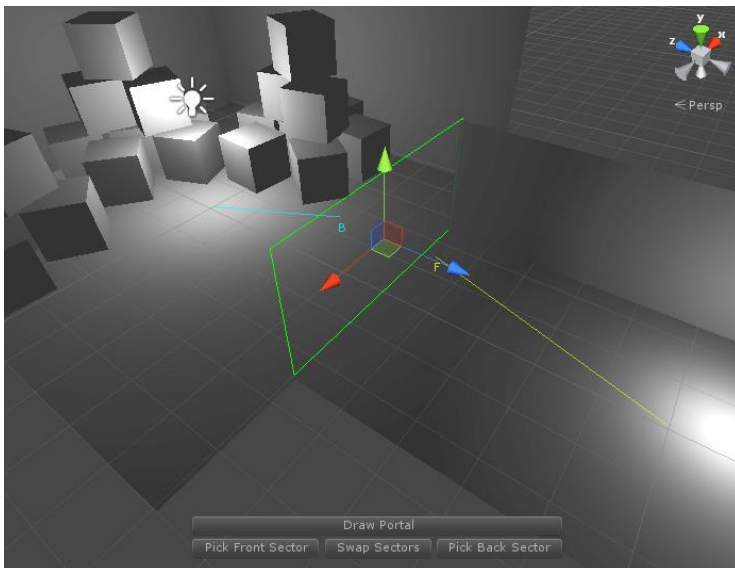 y
z
x
< Persp
B
F
Draw Portal
Pick Front Sector
Swap Sectors
Pick Back Sector